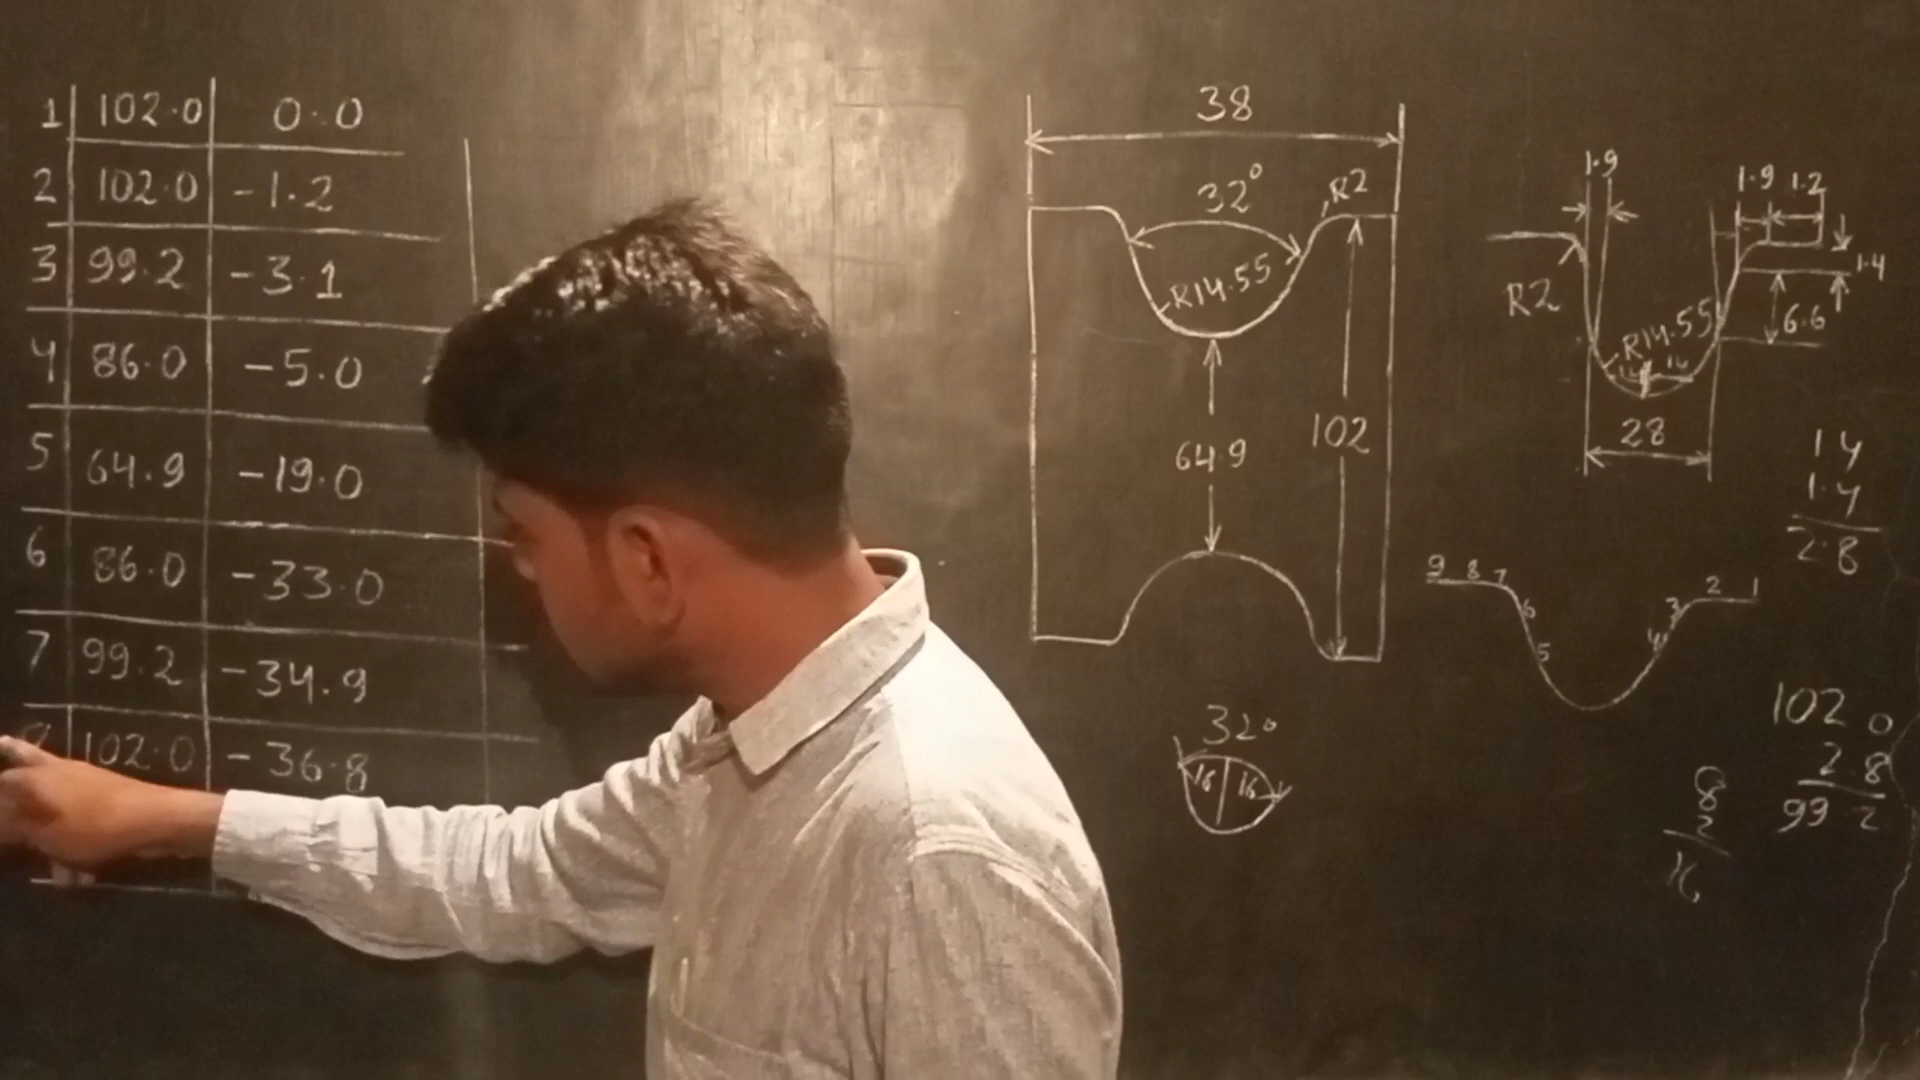 1 102.0 0.0
2 102.0 -1.2
3 99.2 -3.1
4 86.0 -5.0
5 64.9 -19.0
6 86.0 -33.0
7 99.2 -34.9
102.0 -36.8
38
32° R2
R14.55
64.9
102
32°
16 16
1.9
1.9 1.2
1.4
R2
R14.55
6.6
28
1.4
1.4
2.8
9 8 7
6
5
4
3
2 1
102.0
2.8
99.2
8
2
16